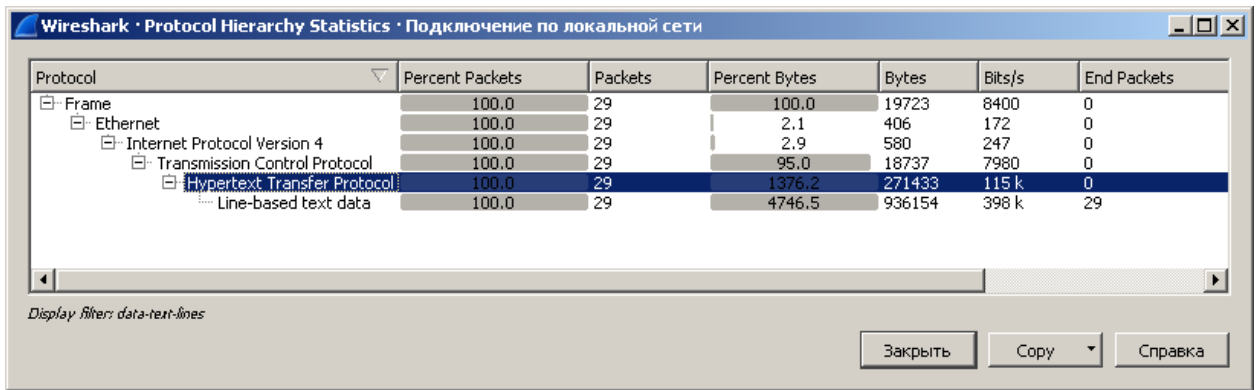 Wireshark · Protocol Hierarchy Statistics · Подключение по локальной сети
Protocol Percent Packets Packets Percent Bytes Bytes Bits/s End Packets
Frame 100.0 29 100.0 19723 8400 0
Ethernet 100.0 29 2.1 406 172 0
Internet Protocol Version 4 100.0 29 2.9 580 247 0
Transmission Control Protocol 100.0 29 95.0 18737 7980 0
Hypertext Transfer Protocol 100.0 29 1376.2 271433 115 k 0
Line-based text data 100.0 29 4746.5 936154 398 k 29
Display filter: data-text-lines
Закрыть Copy Справка